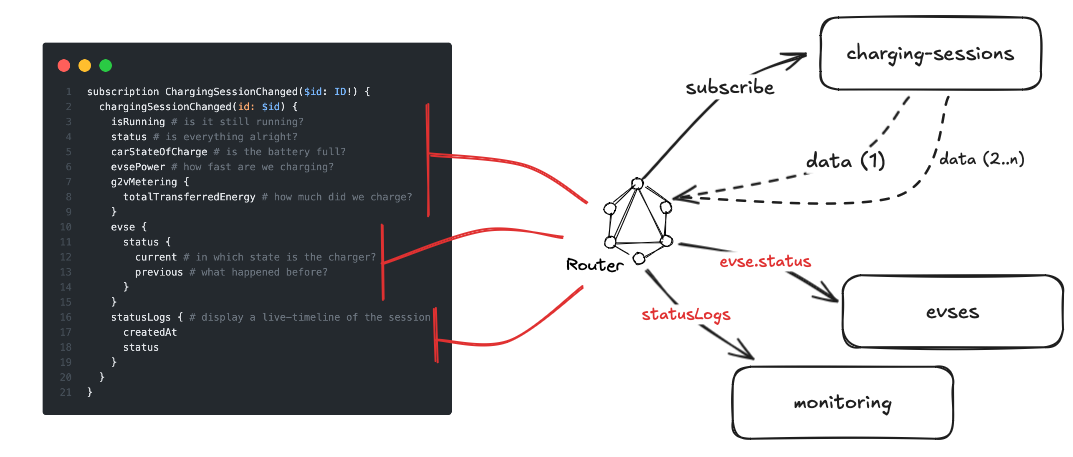 1 subscription ChargingSessionChanged($id: ID!) {
2 chargingSessionChanged(id: $id) {
3 isRunning # is it still running?
4 status # is everything alright?
5 carStateOfCharge # is the battery full?
6 evsePower # how fast are we charging?
7 g2vMetering {
8 totalTransferredEnergy # how much did we charge?
9 }
10 evse {
11 status {
12 current # in which state is the charger?
13 previous # what happened before?
14 }
15 }
16 statusLogs { # display a live–timeline of the session
17 createdAt
18 status
19 }
20 }
21 }
charging-sessions
subscribe
data (1)
data (2..n)
Router
evse.status
statusLogs
evses
monitoring